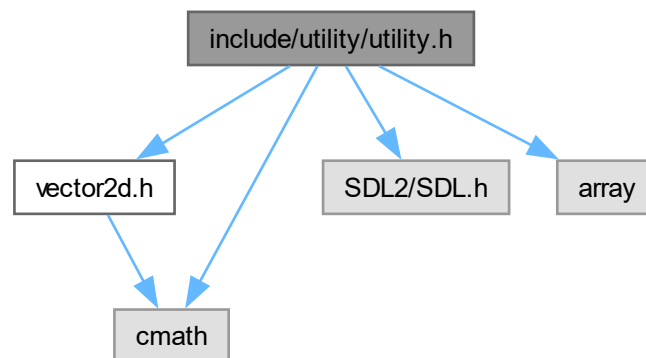 include/utility/utility.h
vector2d.h
SDL2/SDL.h
array
cmath